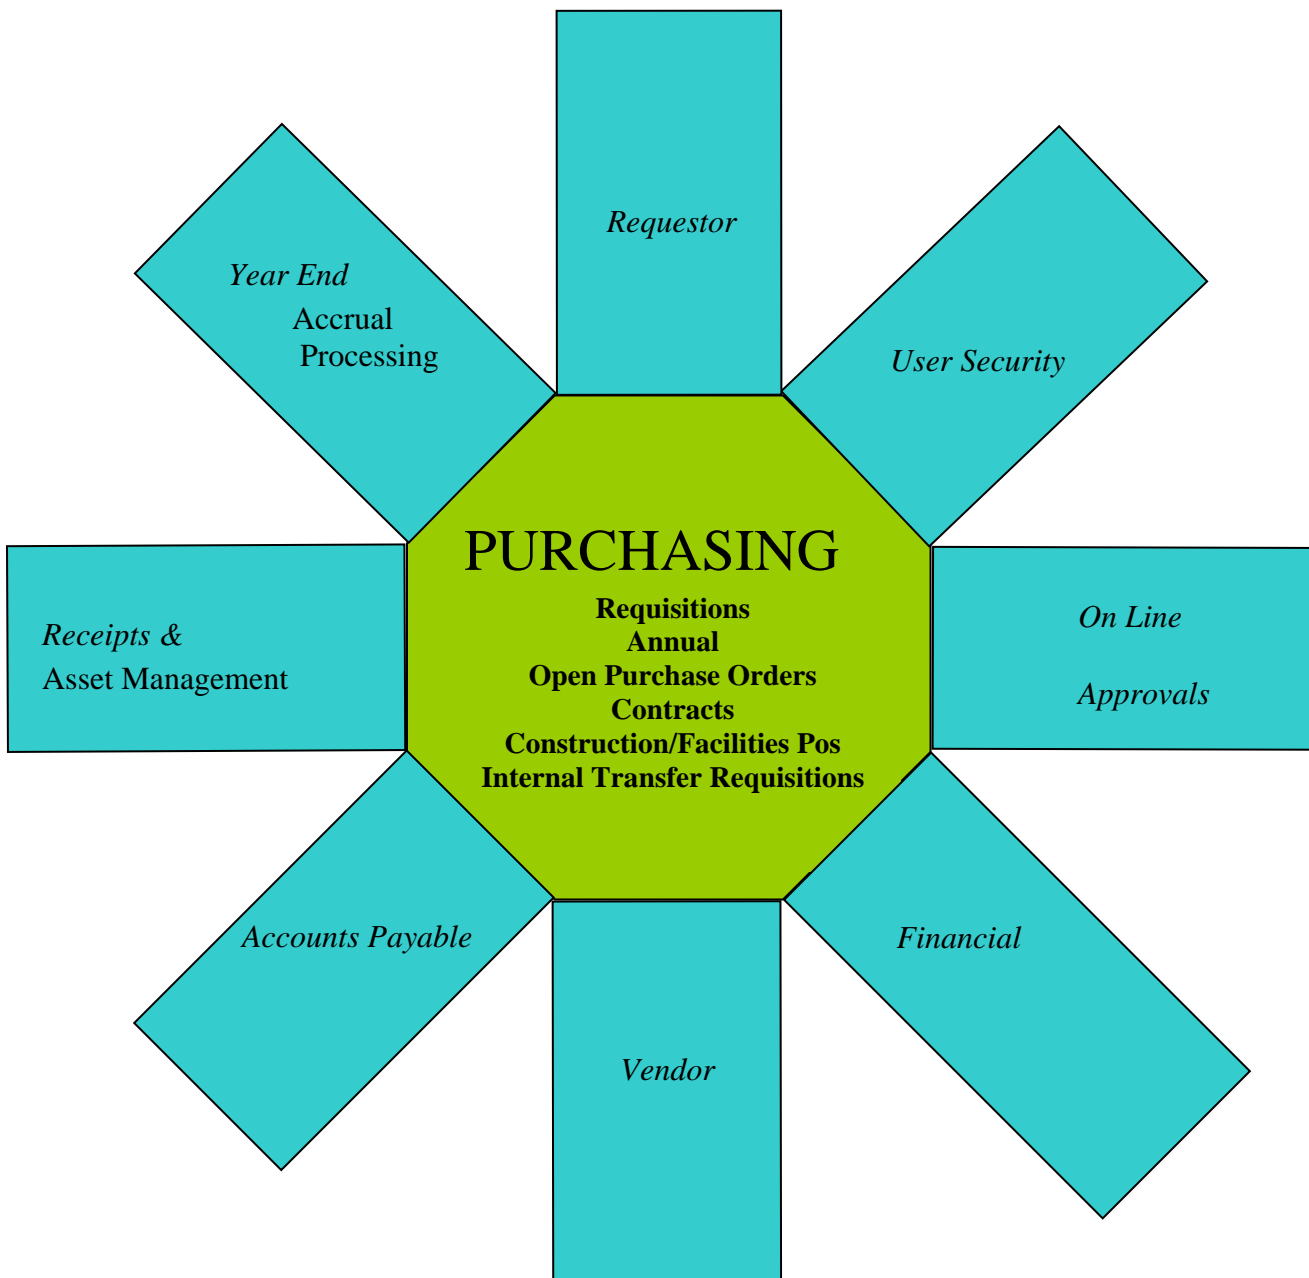 Requestor
Year End
Accrual
Processing
User Security
PURCHASING
Requisitions
Annual
Open Purchase Orders
Contracts
Construction/Facilities Pos
Internal Transfer Requisitions
Receipts &
Asset Management
On Line
Approvals
Accounts Payable
Financial
Vendor